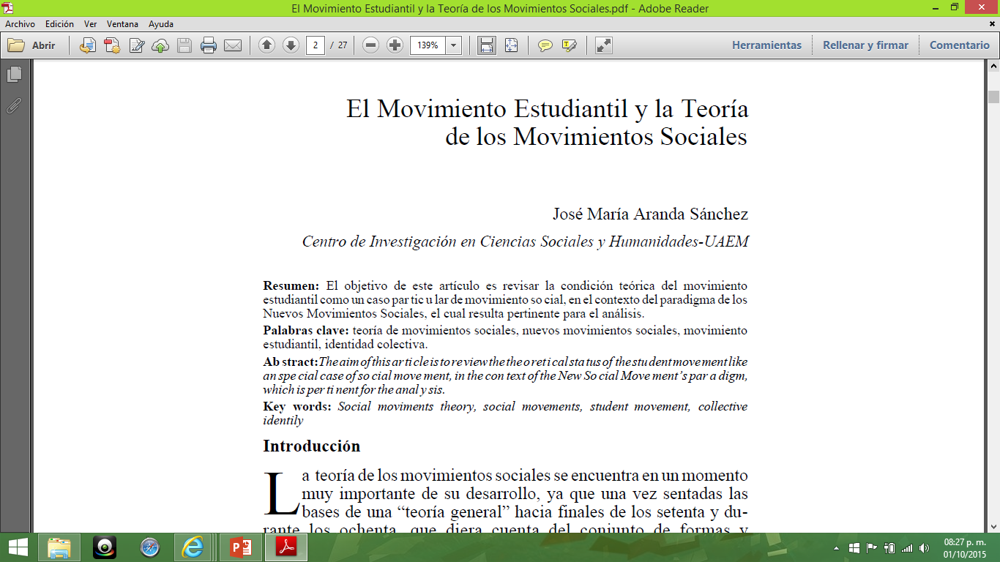 El Movimiento Estudiantil y la Teoría de los Movimientos Sociales.pdf - Adobe Reader
Archivo Edición Ver Ventana Ayuda
Abrir 2 / 27 139% Herramientas Rellenar y firmar Comentario
El Movimiento Estudiantil y la Teoría
de los Movimientos Sociales
José María Aranda Sánchez
Centro de Investigación en Ciencias Sociales y Humanidades-UAEM
Resumen: El objetivo de este artículo es revisar la condición teórica del movimiento
estudiantil como un caso par tic u lar de movimiento so cial, en el contexto del paradigma de los
Nuevos Movimientos Sociales, el cual resulta pertinente para el análisis.
Palabras clave: teoría de movimientos sociales, nuevos movimientos sociales, movimiento
estudiantil, identidad colectiva.
Ab stract: The aim of this ar ti cle is to re view the the o ret i cal sta tus of the stu dent move ment like
an spe cial case of so cial move ment, in the con text of the New So cial Move ment's par a digm,
which is per ti nent for the anal y sis.
Key words: Social moviments theory, social movements, student movement, collective
identily
Introducción
La teoría de los movimientos sociales se encuentra en un momento
muy importante de su desarrollo, ya que una vez sentadas las
bases de una “teoría general” hacia finales de los setenta y du-
rante los ochenta, que diera cuenta del conjunto de formas y
08:27 p. m.
01/10/2015